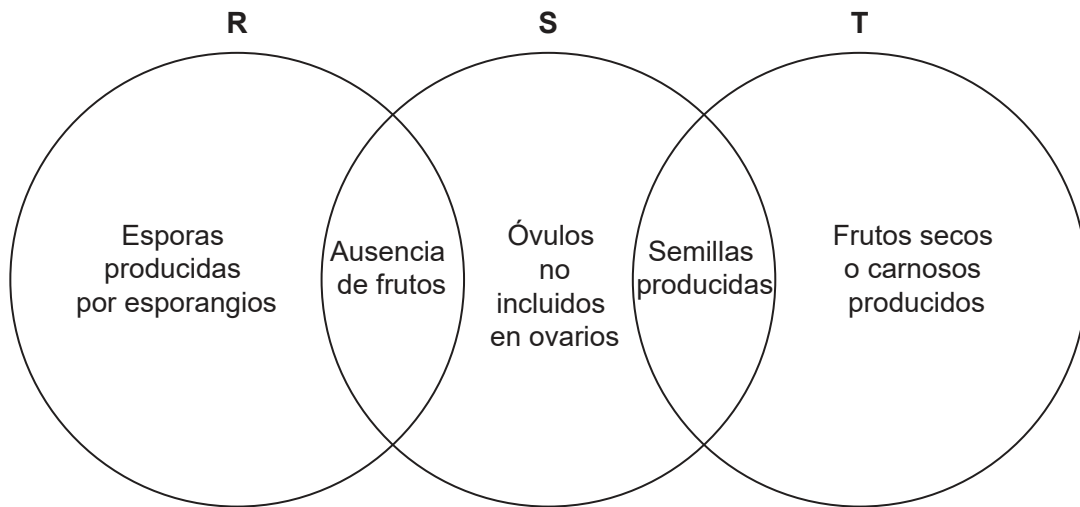 R
S
T
Esporas
producidas
por esporangios
Ausencia
de frutos
Óvulos
no
incluidos
en ovarios
Semillas
producidas
Frutos secos
o carnosos
producidos